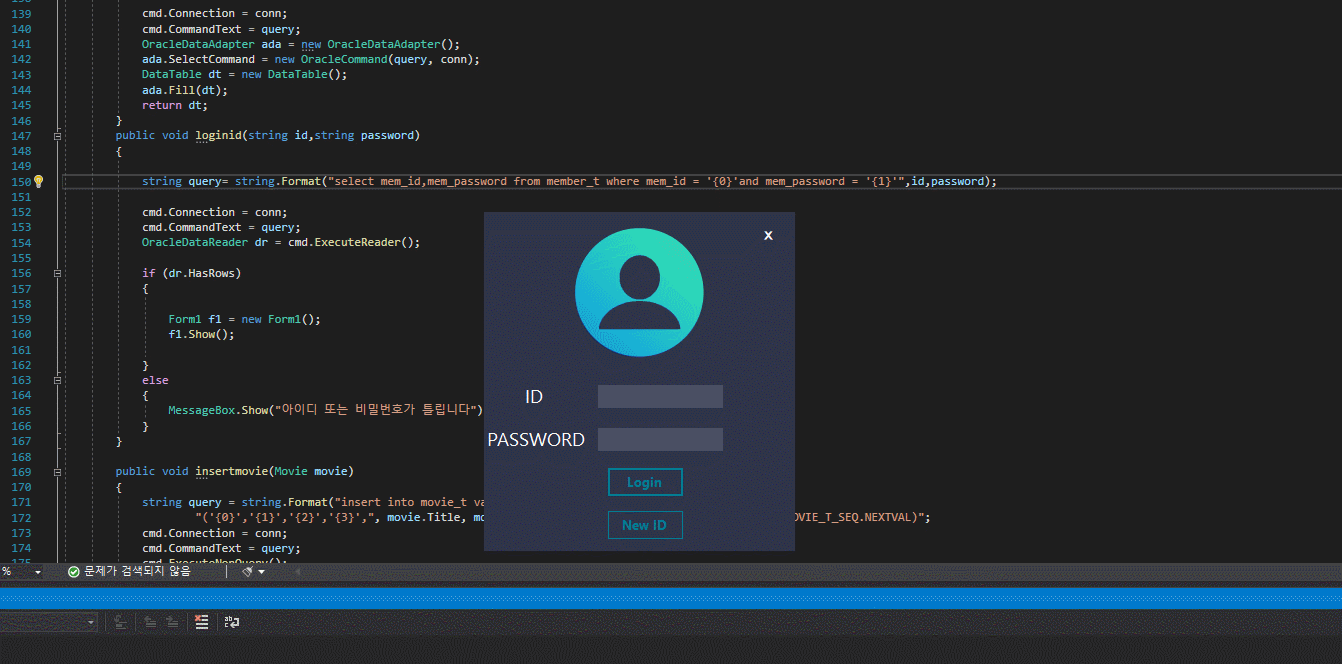 139 cmd.Connection = conn;
140 cmd.CommandText = query;
141 OracleDataAdapter ada = new OracleDataAdapter();
142 ada.SelectCommand = new OracleCommand(query, conn);
143 DataTable dt = new DataTable();
144 ada.Fill(dt);
145 return dt;
146 }
147 public void loginid(string id,string password)
148 {
149
150 string query= string.Format("select mem_id,mem_password from member_t where mem_id = '{0}'and mem_password = '{1}'",id,password);
151
152 cmd.Connection = conn;
153 cmd.CommandText = query;
154 OracleDataReader dr = cmd.ExecuteReader();
155
156 if (dr.HasRows)
157 {
158
159 Form1 f1 = new Form1();
160 f1.Show();
161
162 }
163 else
164 {
165 MessageBox.Show("아이디 또는 비밀번호가 틀립니다")
166 }
167 }
168
169 public void insertmovie(Movie movie)
170 {
171 string query = string.Format("insert into movie_t va
172 "('{0}','{1}','{2}','{3}',", movie.Title, mo OVIE_T_SEQ.NEXTVAL)";
173 cmd.Connection = conn;
174 cmd.CommandText = query;
175 cmd.ExecuteNonQuery();
x
ID
PASSWORD
Login
New ID
% 문제가 검색되지 않음